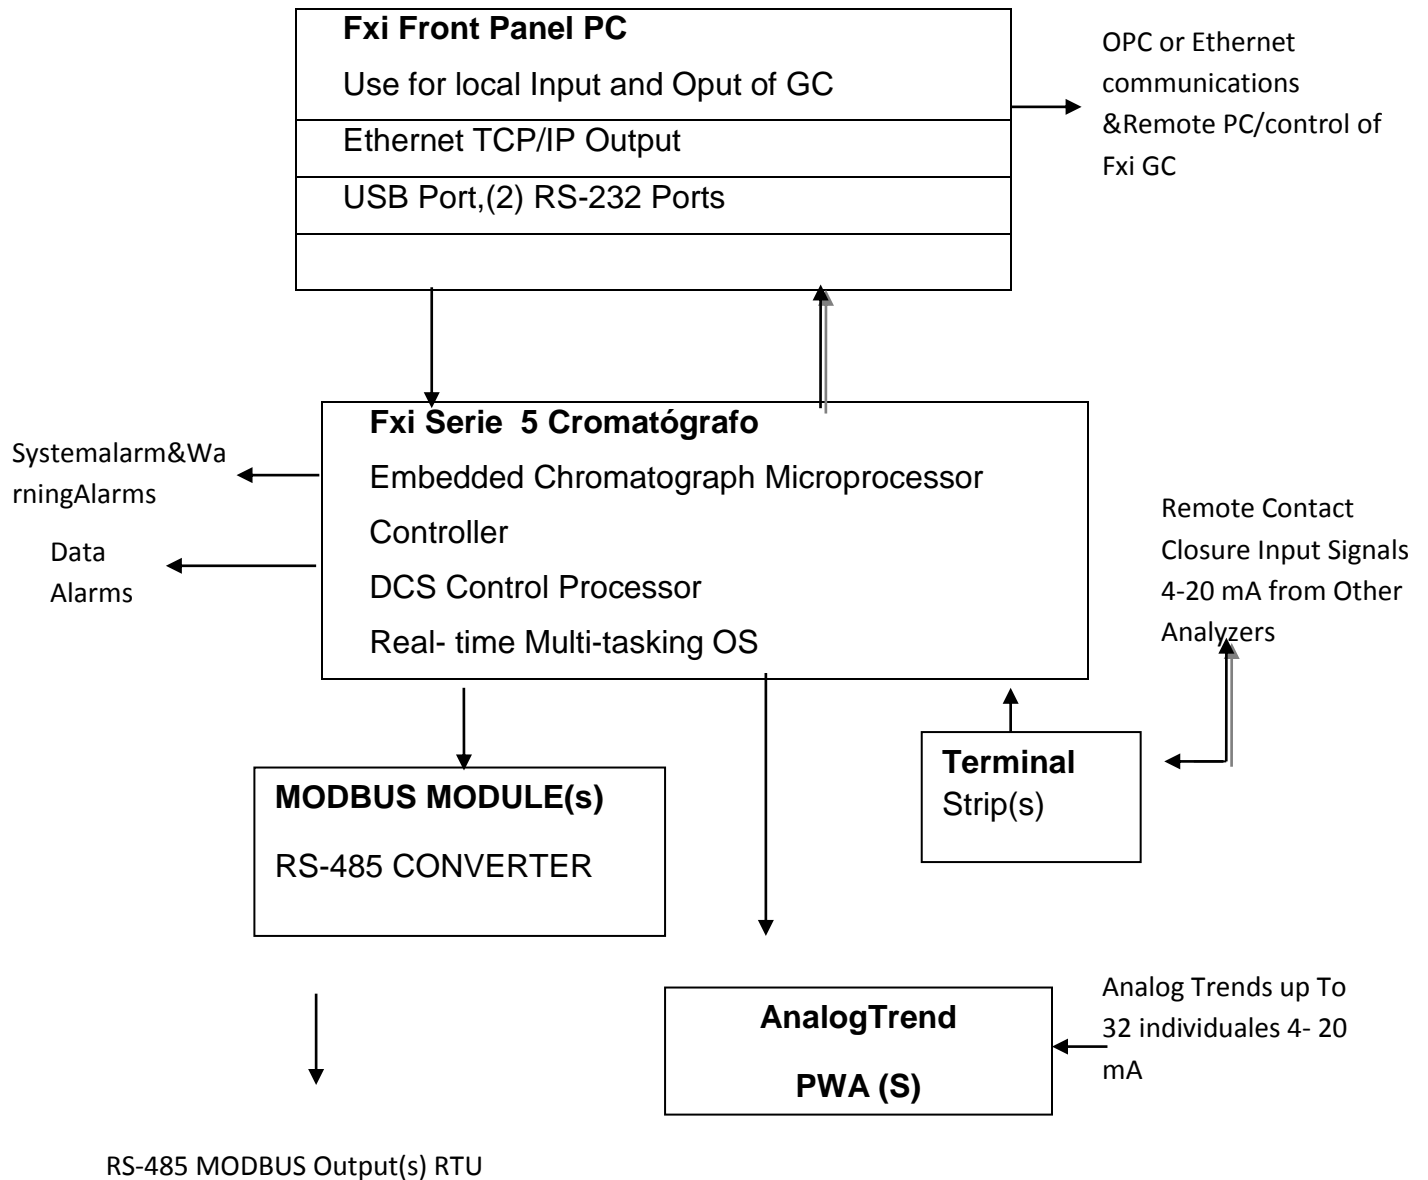 Fxi Front Panel PC
Use for local Input and Oput of GC
Ethernet TCP/IP Output
USB Port,(2) RS-232 Ports
OPC or Ethernet
communications
&Remote PC/control of
Fxi GC
Fxi Serie 5 Cromatógrafo
Embedded Chromatograph Microprocessor
Controller
DCS Control Processor
Real- time Multi-tasking OS
Systemalarm&Wa
rningAlarms
Data
Alarms
Remote Contact
Closure Input Signals
4-20 mA from Other
Analyzers
Terminal
Strip(s)
MODBUS MODULE(s)
RS-485 CONVERTER
AnalogTrend
PWA (S)
Analog Trends up To
32 individuales 4- 20
mA
RS-485 MODBUS Output(s) RTU